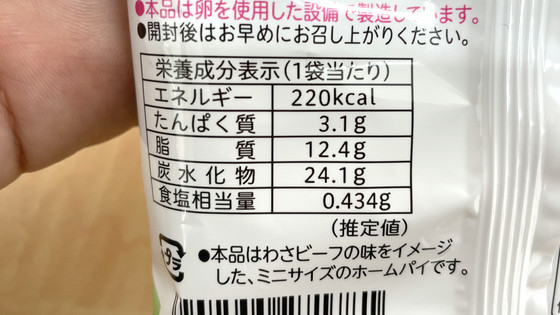 ●本品は卵を使用した設備で製造しています。
●開封後はお早めにお召し上がりください。
栄養成分表示(1袋当たり)
エネルギー 220kcal
たんぱく質 3.1g
脂質 12.4g
炭水化物 24.1g
食塩相当量 0.434g
(推定値)
プラ
●本品はわさビーフの味をイメージ
した、ミニサイズのホームパイです。